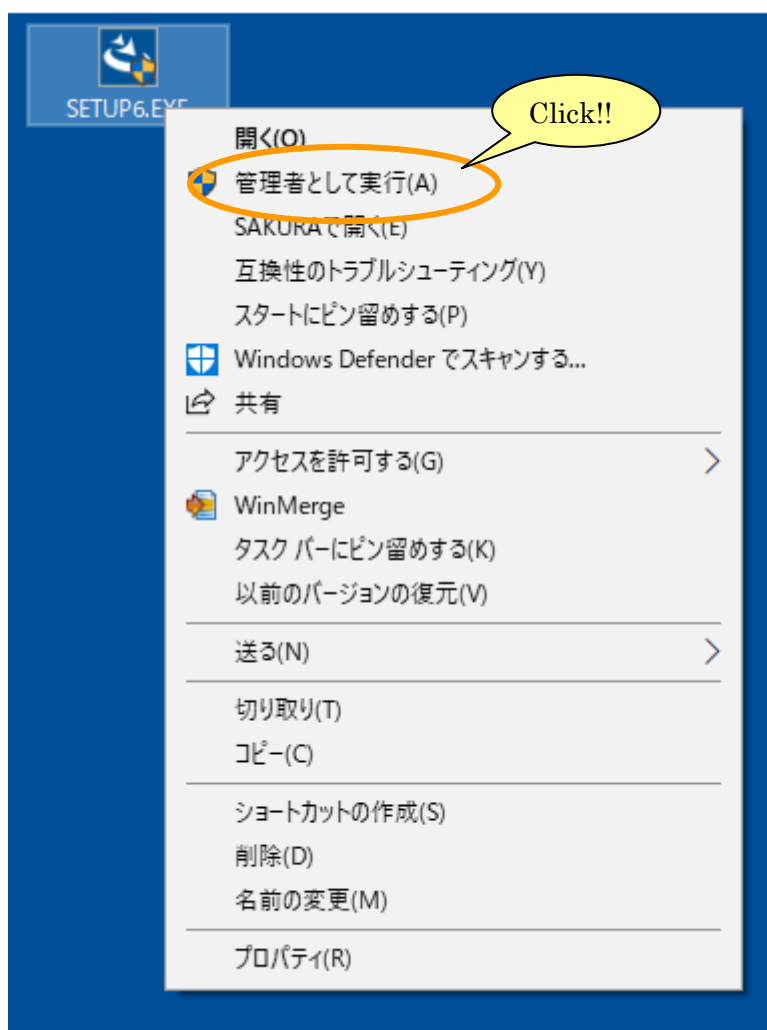 SETUP6.EXE
Click!!
開く(O)
管理者として実行(A)
SAKURAで開く(E)
互換性のトラブルシューティング(Y)
スタートにピン留めする(P)
Windows Defender でスキャンする...
共有
アクセスを許可する(G)
WinMerge
タスク バーにピン留めする(K)
以前のバージョンの復元(V)
送る(N)
切り取り(T)
コピー(C)
ショートカットの作成(S)
削除(D)
名前の変更(M)
プロパティ(R)